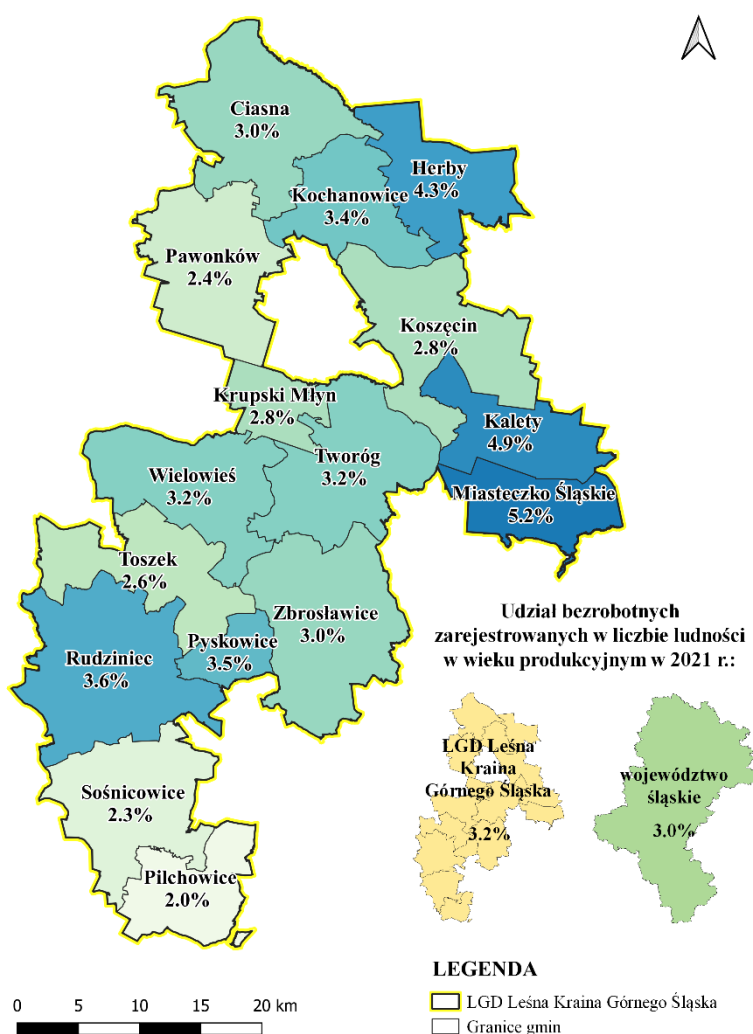 Ciasna
3.0%
Herby
4.3%
Kochanowice
3.4%
Pawonków
2.4%
Koszęcin
2.8%
Krupski Młyn
2.8%
Kalety
4.9%
Tworóg
3.2%
Wielowieś
3.2%
Miasteczko Śląskie
5.2%
Toszek
2.6%
Zbrosławice
3.0%
Pyskowice
3.5%
Rudziniec
3.6%
Sośnicowice
2.3%
Pilchowice
2.0%
Udział bezrobotnych
zarejestrowanych w liczbie ludności
w wieku produkcyjnym w 2021 r.:
LGD Leśna
Kraina
Górnego Śląska
3.2%
województwo
śląskie
3.0%
LEGENDA
LGD Leśna Kraina Górnego Śląska
Granice gmin
0 5 10 15 20 km